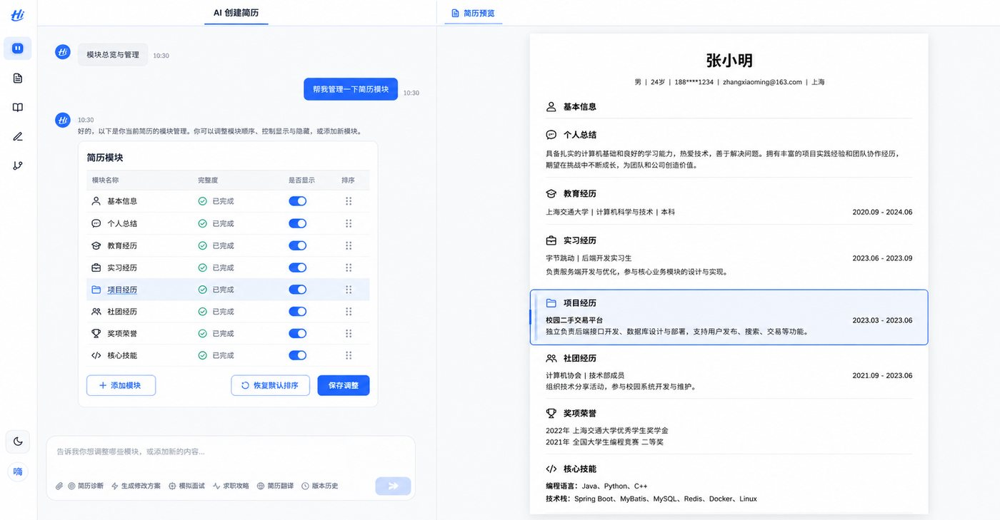 Hi
AI 创建简历
简历预览
Hi
模块总览与管理
10:30
帮我管理一下简历模块
10:30
Hi
10:30
好的，以下是你当前简历的模块管理。你可以调整模块顺序、控制显示与隐藏，或添加新模块。
简历模块
模块名称 完整度 是否显示 排序
基本信息 已完成
个人总结 已完成
教育经历 已完成
实习经历 已完成
项目经历 已完成
社团经历 已完成
奖项荣誉 已完成
核心技能 已完成
添加模块
恢复默认排序
保存调整
告诉我你想调整哪些模块，或添加新的内容...
简历诊断 生成修改方案 模拟面试 求职攻略 简历翻译 版本历史
嗨
张小明
男 | 24岁 | 188****1234 | zhangxiaoming@163.com | 上海
基本信息
个人总结
具备扎实的计算机基础和良好的学习能力，热爱技术，善于解决问题。拥有丰富的项目实践经验和团队协作经历，
期望在挑战中不断成长，为团队和公司创造价值。
教育经历
上海交通大学 | 计算机科学与技术 | 本科 2020.09 - 2024.06
实习经历
字节跳动 | 后端开发实习生 2023.06 - 2023.09
负责服务端开发与优化，参与核心业务模块的设计与实现。
项目经历
校园二手交易平台 2023.03 - 2023.06
独立负责后端接口开发、数据库设计与部署，支持用户发布、搜索、交易等功能。
社团经历
计算机协会 | 技术部成员 2021.09 - 2023.06
组织技术分享活动，参与校园系统开发与维护。
奖项荣誉
2022年 上海交通大学优秀学生奖学金
2021年 全国大学生编程竞赛 二等奖
核心技能
编程语言：Java、Python、C++
技术栈：Spring Boot、MyBatis、MySQL、Redis、Docker、Linux